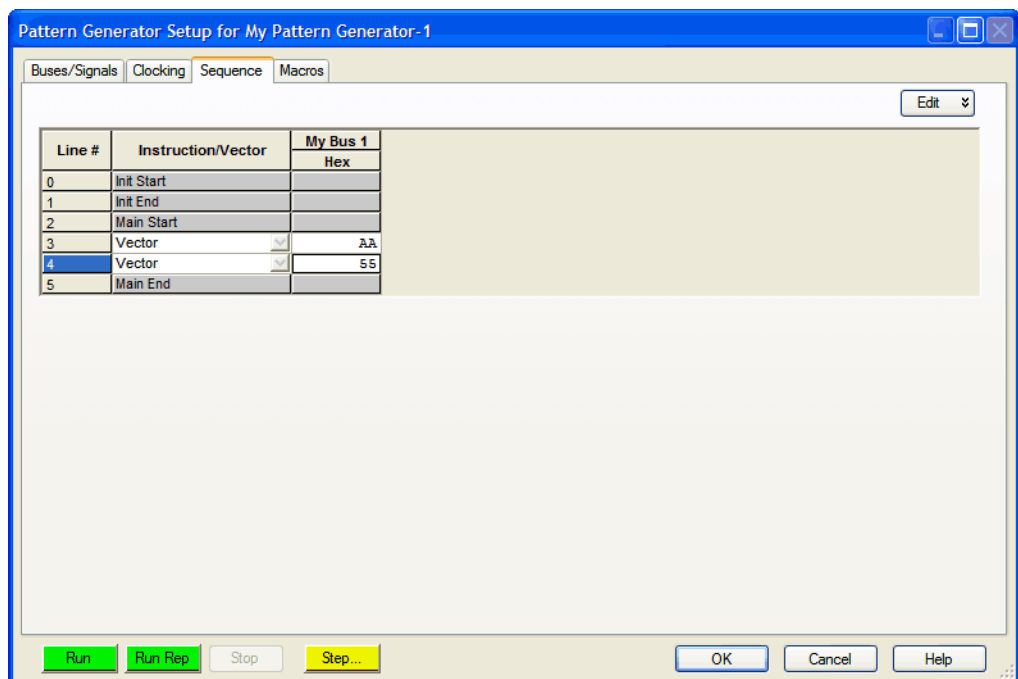 Pattern Generator Setup for My Pattern Generator-1
Buses/Signals Clocking Sequence Macros
Edit
Line # Instruction/Vector My Bus 1
Hex
0 Init Start
1 Init End
2 Main Start
3 Vector AA
4 Vector 55
5 Main End
Run Run Rep Stop Step... OK Cancel Help